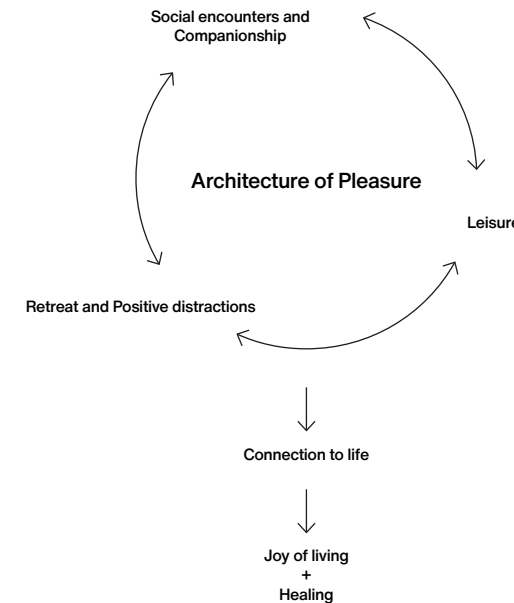 Social encounters and
Companionship
Architecture of Pleasure
Leisure
Retreat and Positive distractions
Connection to life
Joy of living
+
Healing